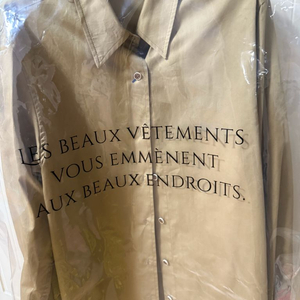 LES BEAUX VÊTEMENTS
VOUS EMMÈNENT
AUX BEAUX ENDROITS.